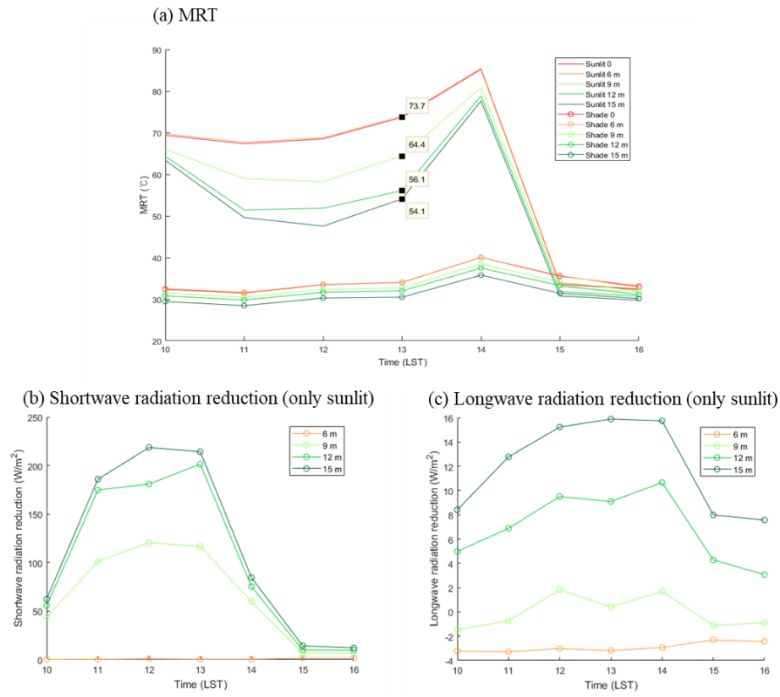 (a) MRT
90
80
70
60
50
40
30
20
MRT (℃)
10 11 12 13 14 15 16
Time (LST)
73.7
64.4
56.1
54.1
Sunlit 0
Sunlit 6 m
Sunlit 9 m
Sunlit 12 m
Sunlit 15 m
Shade 0
Shade 6 m
Shade 9 m
Shade 12 m
Shade 15 m
(b) Shortwave radiation reduction (only sunlit)
250
200
150
100
50
0
Shortwave radiation reduction (W/m²)
10 11 12 13 14 15 16
Time (LST)
6 m
9 m
12 m
15 m
(c) Longwave radiation reduction (only sunlit)
16
14
12
10
8
6
4
2
0
-2
-4
Longwave radiation reduction (W/m²)
10 11 12 13 14 15 16
Time (LST)
6 m
9 m
12 m
15 m